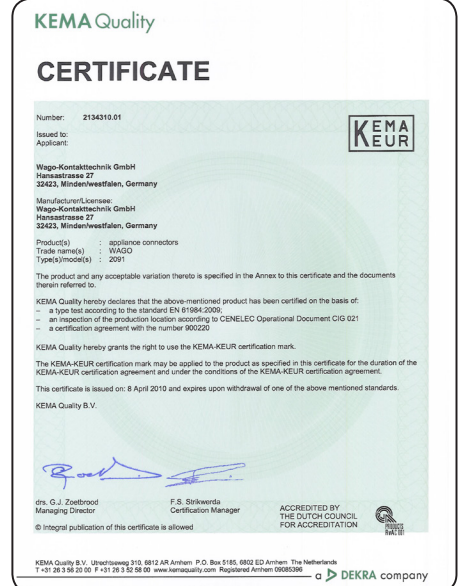 KEMA Quality
CERTIFICATE
Number: 2134310.01
Issued to:
Applicant:
KEMA
KEUR
Wago-Kontakttechnik GmbH
Hansastrasse 27
32423, Minden/westfalen, Germany
Manufacturer/Licensee:
Wago-Kontakttechnik GmbH
Hansastrasse 27
32423, Minden/westfalen, Germany
Product(s) : appliance connectors
Trade name(s) : WAGO
Type(s)/model(s) : 2091
The product and any acceptable variation thereto is specified in the Annex to this certificate and the documents
therein referred to.
KEMA Quality hereby declares that the above-mentioned product has been certified on the basis of:
– a type test according to the standard EN 61984:2009;
– an inspection of the production location according to CENELEC Operational Document CIG 021
– a certification agreement with the number 900220
KEMA Quality hereby grants the right to use the KEMA-KEUR certification mark.
The KEMA-KEUR certification mark may be applied to the product as specified in this certificate for the duration of the
KEMA-KEUR certification agreement and under the conditions of the KEMA-KEUR certification agreement.
This certificate is issued on: 8 April 2010 and expires upon withdrawal of one of the above mentioned standards.
KEMA Quality B.V.
drs. G.J. Zoetbrood
Managing Director
F.S. Strikwerda
Certification Manager
© Integral publication of this certificate is allowed
ACCREDITED BY
THE DUTCH COUNCIL
FOR ACCREDITATION
PRODUCTS
RvAC 001
KEMA Quality B.V. Utrechtseweg 310, 6812 AR Arnhem P.O. Box 5185, 6802 ED Arnhem The Netherlands
T +31 26 3 56 20 00 F +31 26 3 52 58 00 www.kemaquality.com Registered Arnhem 09085396
a DEKRA company